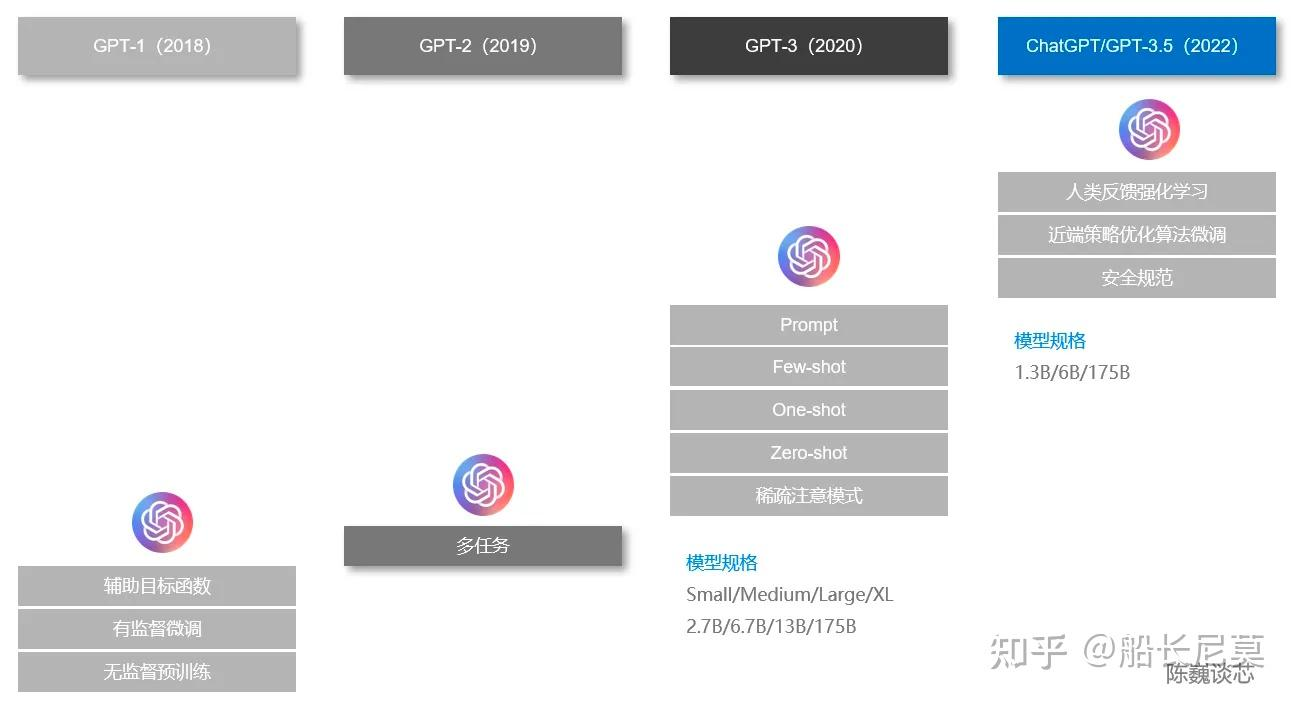 GPT-1（2018）
辅助目标函数
有监督微调
无监督预训练
GPT-2（2019）
多任务
GPT-3（2020）
Prompt
Few-shot
One-shot
Zero-shot
稀疏注意模式
模型规格
Small/Medium/Large/XL
2.7B/6.7B/13B/175B
ChatGPT/GPT-3.5（2022）
人类反馈强化学习
近端策略优化算法微调
安全规范
模型规格
1.3B/6B/175B
知乎 @船长尼莫
陈巍谈芯